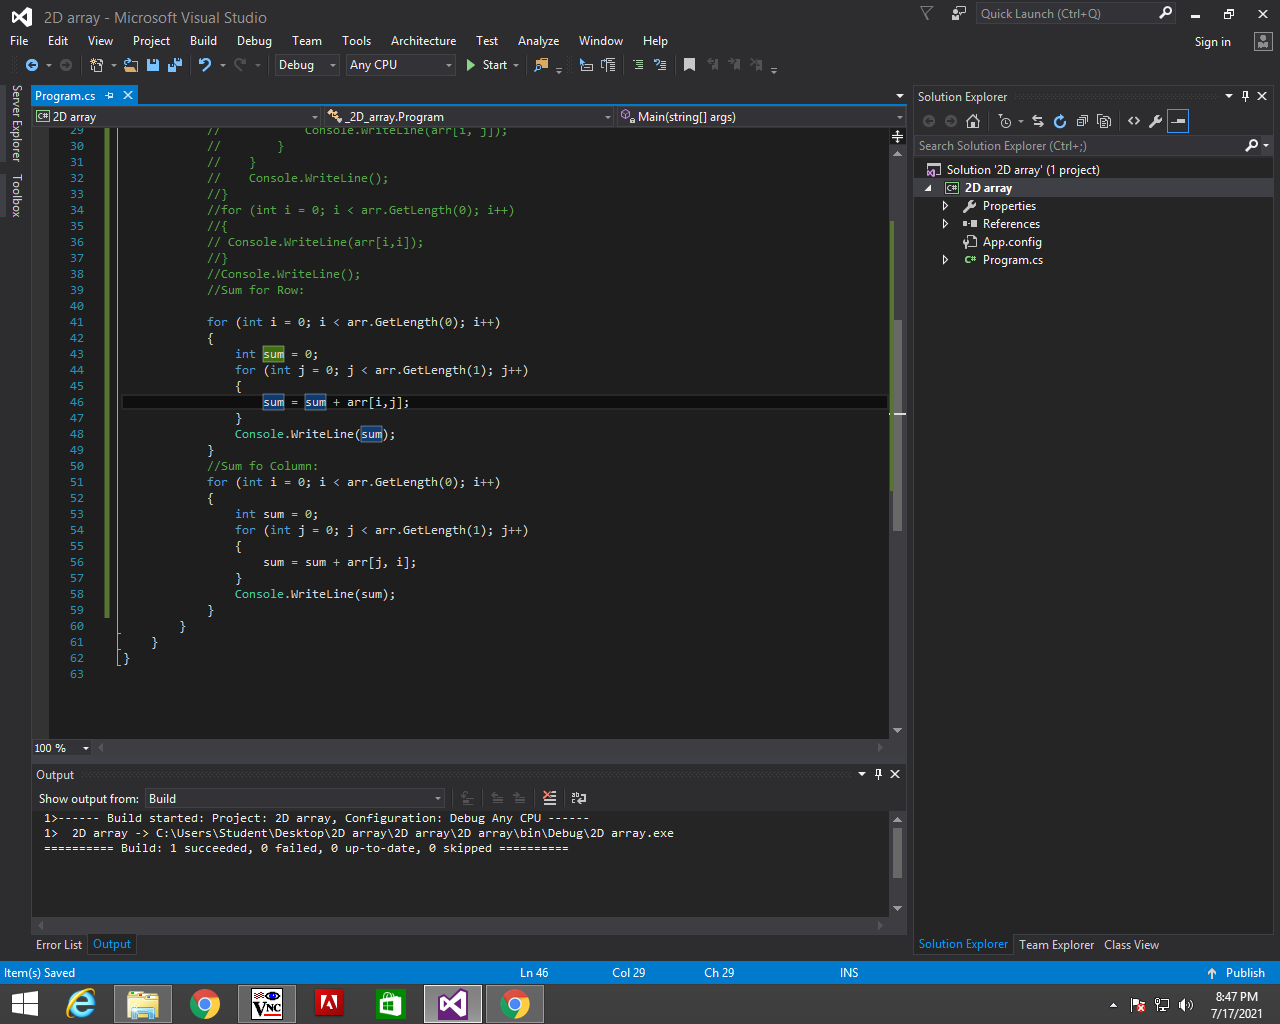 2D array - Microsoft Visual Studio
Quick Launch (Ctrl+Q)
File Edit View Project Build Debug Team Tools Architecture Test Analyze Window Help
Sign in
Debug Any CPU Start
Server Explorer
Toolbox
Program.cs
2D array _2D_array.Program Main(string[] args)
29 // Console.WriteLine(arr[i, j]);
30 // }
31 // }
32 // Console.WriteLine();
33 //}
34 //for (int i = 0; i < arr.GetLength(0); i++)
35 //{
36 // Console.WriteLine(arr[i,i]);
37 //}
38 //Console.WriteLine();
39 //Sum for Row:
40
41 for (int i = 0; i < arr.GetLength(0); i++)
42 {
43 int sum = 0;
44 for (int j = 0; j < arr.GetLength(1); j++)
45 {
46 sum = sum + arr[i,j];
47 }
48 Console.WriteLine(sum);
49 }
50 //Sum fo Column:
51 for (int i = 0; i < arr.GetLength(0); i++)
52 {
53 int sum = 0;
54 for (int j = 0; j < arr.GetLength(1); j++)
55 {
56 sum = sum + arr[j, i];
57 }
58 Console.WriteLine(sum);
59 }
60 }
61 }
62 }
63
100 %
Output
Show output from: Build
1>------ Build started: Project: 2D array, Configuration: Debug Any CPU ------
1> 2D array -> C:\Users\Student\Desktop\2D array\2D array\2D array\bin\Debug\2D array.exe
========== Build: 1 succeeded, 0 failed, 0 up-to-date, 0 skipped ==========
Error List Output
Solution Explorer
Search Solution Explorer (Ctrl+;)
Solution '2D array' (1 project)
C# 2D array
Properties
References
App.config
C# Program.cs
Solution Explorer Team Explorer Class View
Item(s) Saved Ln 46 Col 29 Ch 29 INS Publish
VNC
8:47 PM
7/17/2021